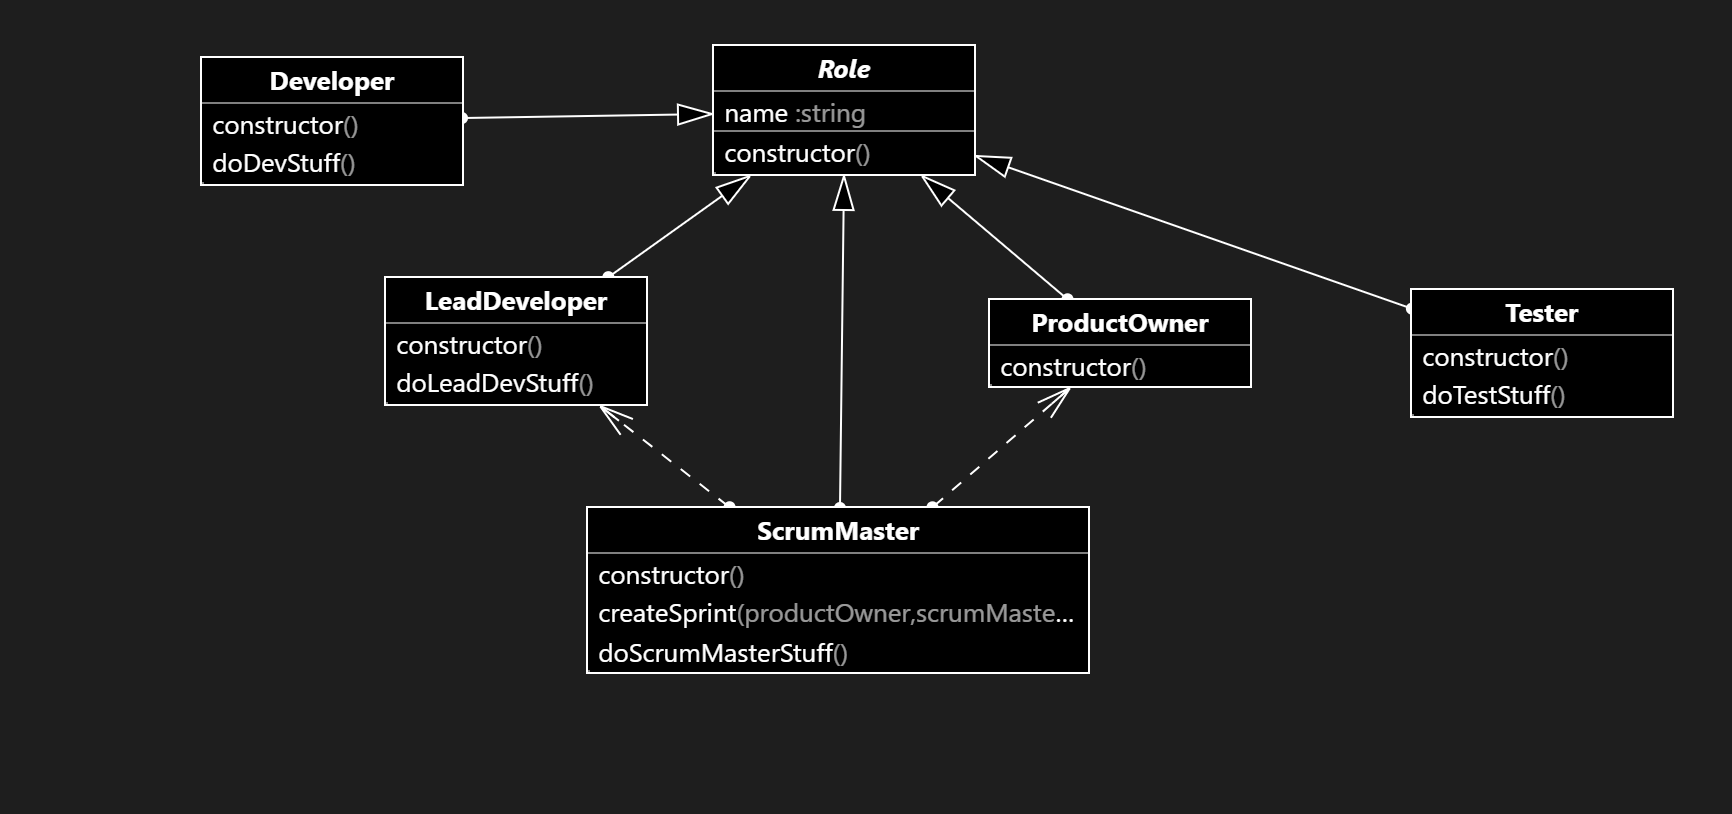 Developer
constructor()
doDevStuff()
Role
name :string
constructor()
LeadDeveloper
constructor()
doLeadDevStuff()
ProductOwner
constructor()
Tester
constructor()
doTestStuff()
ScrumMaster
constructor()
createSprint(productOwner,scrumMaste...
doScrumMasterStuff()